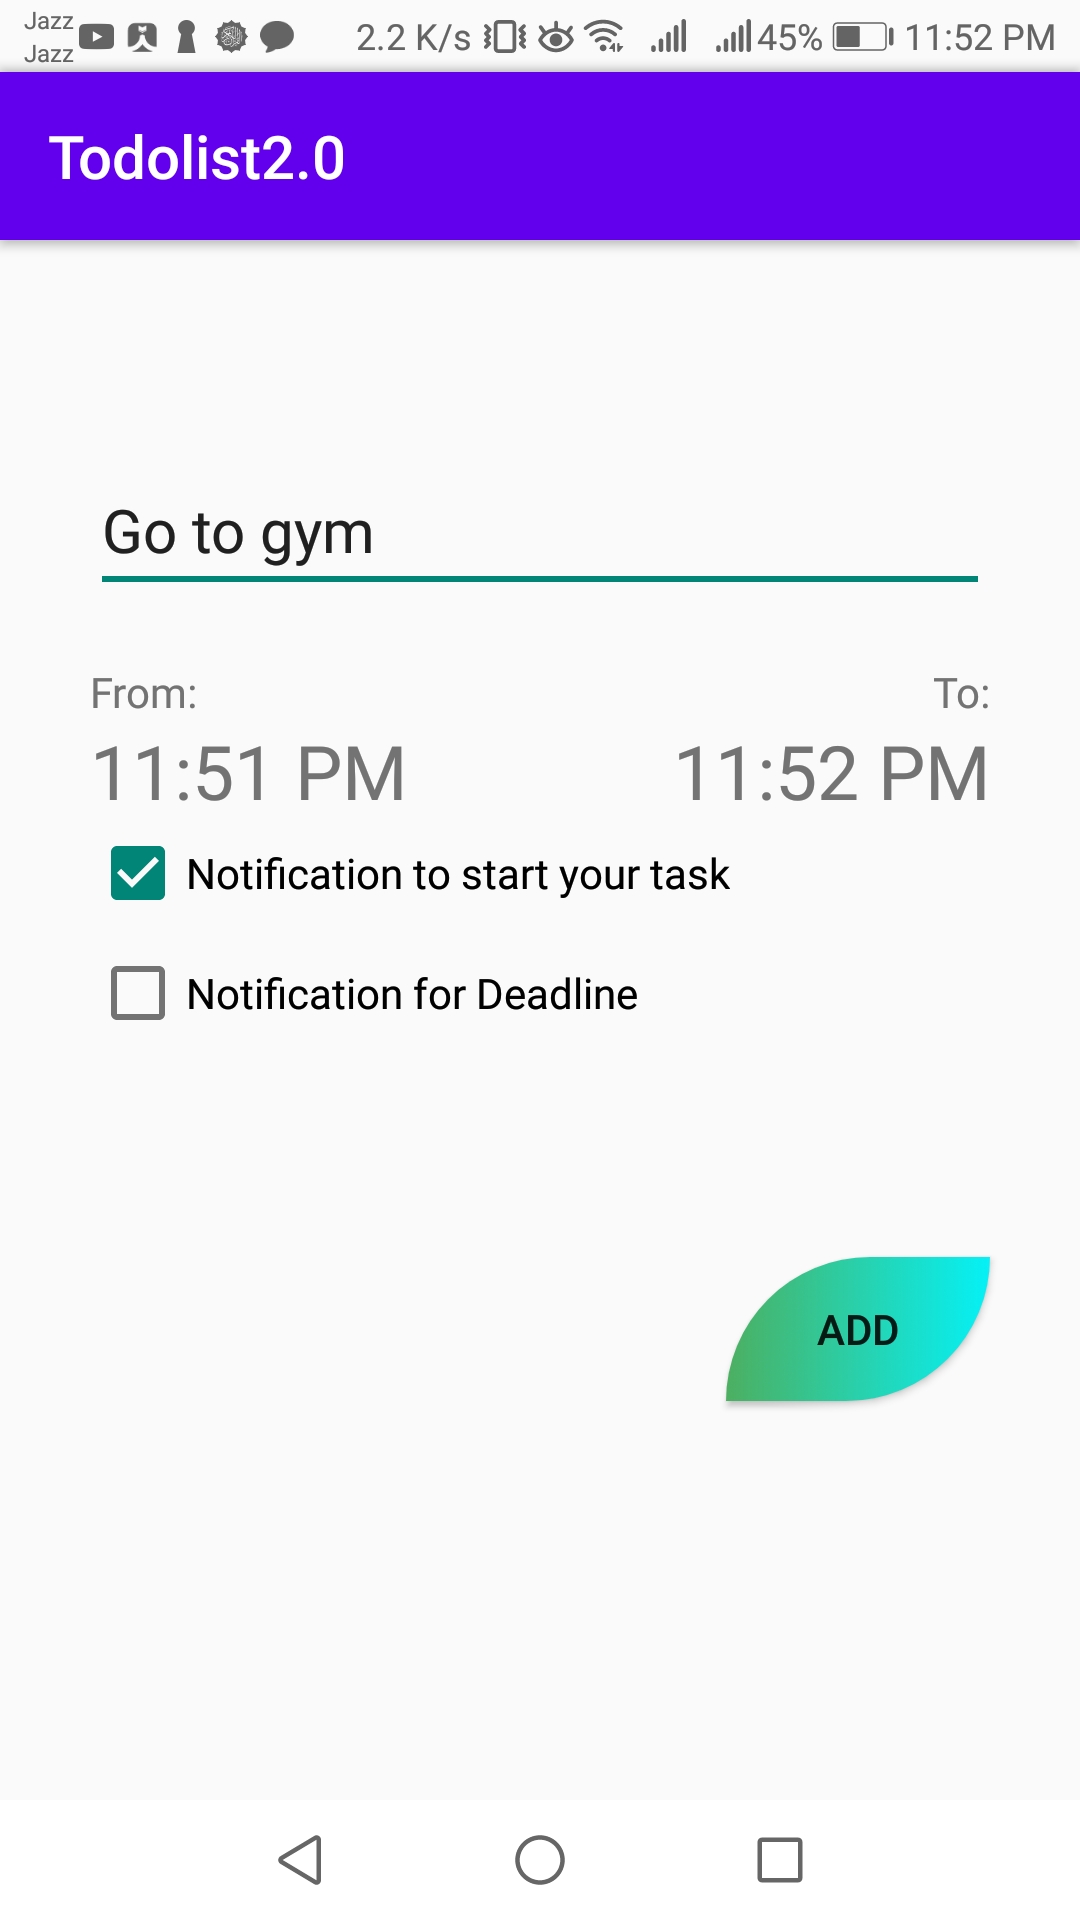 Jazz
Jazz
2.2 K/s 45% 11:52 PM
Todolist2.0
Go to gym
From: To:
11:51 PM 11:52 PM
Notification to start your task
Notification for Deadline
ADD